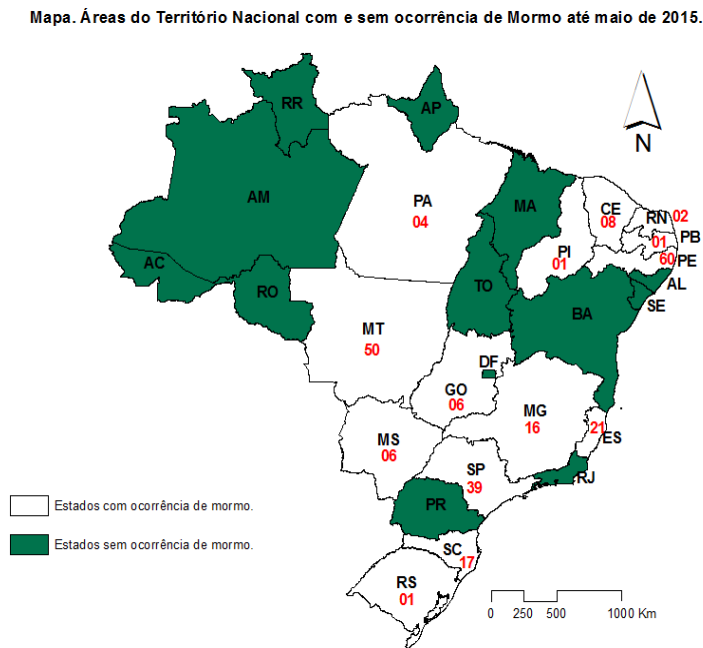 Mapa. Áreas do Território Nacional com e sem ocorrência de Mormo até maio de 2015.
RR
AP
N
AM
PA
04
MA
CE
08
RN
02
PB
01
PI
01
60
PE
AL
SE
AC
RO
TO
BA
MT
50
DF
GO
06
MG
16
21
ES
MS
06
SP
39
RJ
PR
Estados com ocorrência de mormo.
Estados sem ocorrência de mormo.
SC
17
RS
01
0 250 500 1000 Km